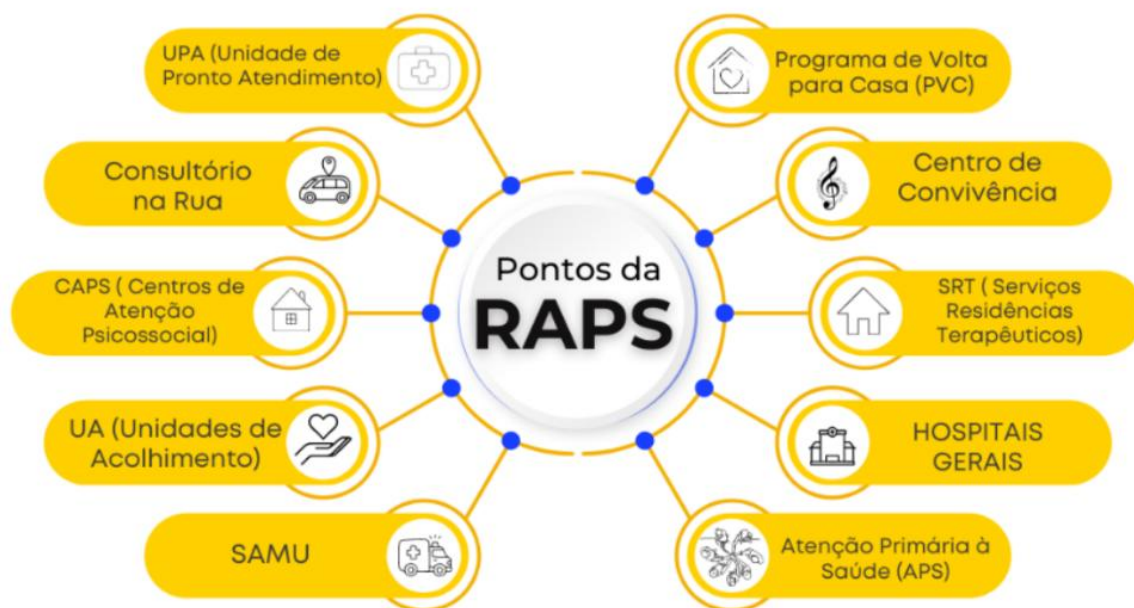 UPA (Unidade de
Pronto Atendimento)
Consultório
na Rua
CAPS ( Centros de
Atenção
Psicossocial)
UA (Unidades de
Acolhimento)
SAMU
Pontos da
RAPS
Programa de Volta
para Casa (PVC)
Centro de
Convivência
SRT ( Serviços
Residências
Terapêuticos)
HOSPITAIS
GERAIS
Atenção Primária à
Saúde (APS)